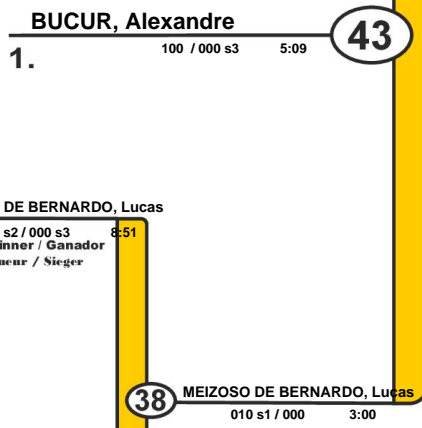 BUCUR, Alexandre
43
1.
100 / 000 s3 5:09
DE BERNARDO, Lucas
s2 / 000 s3 8:51
inner / Ganador
ueur / Sieger
38
MEIZOSO DE BERNARDO, Lucas
010 s1 / 000 3:00